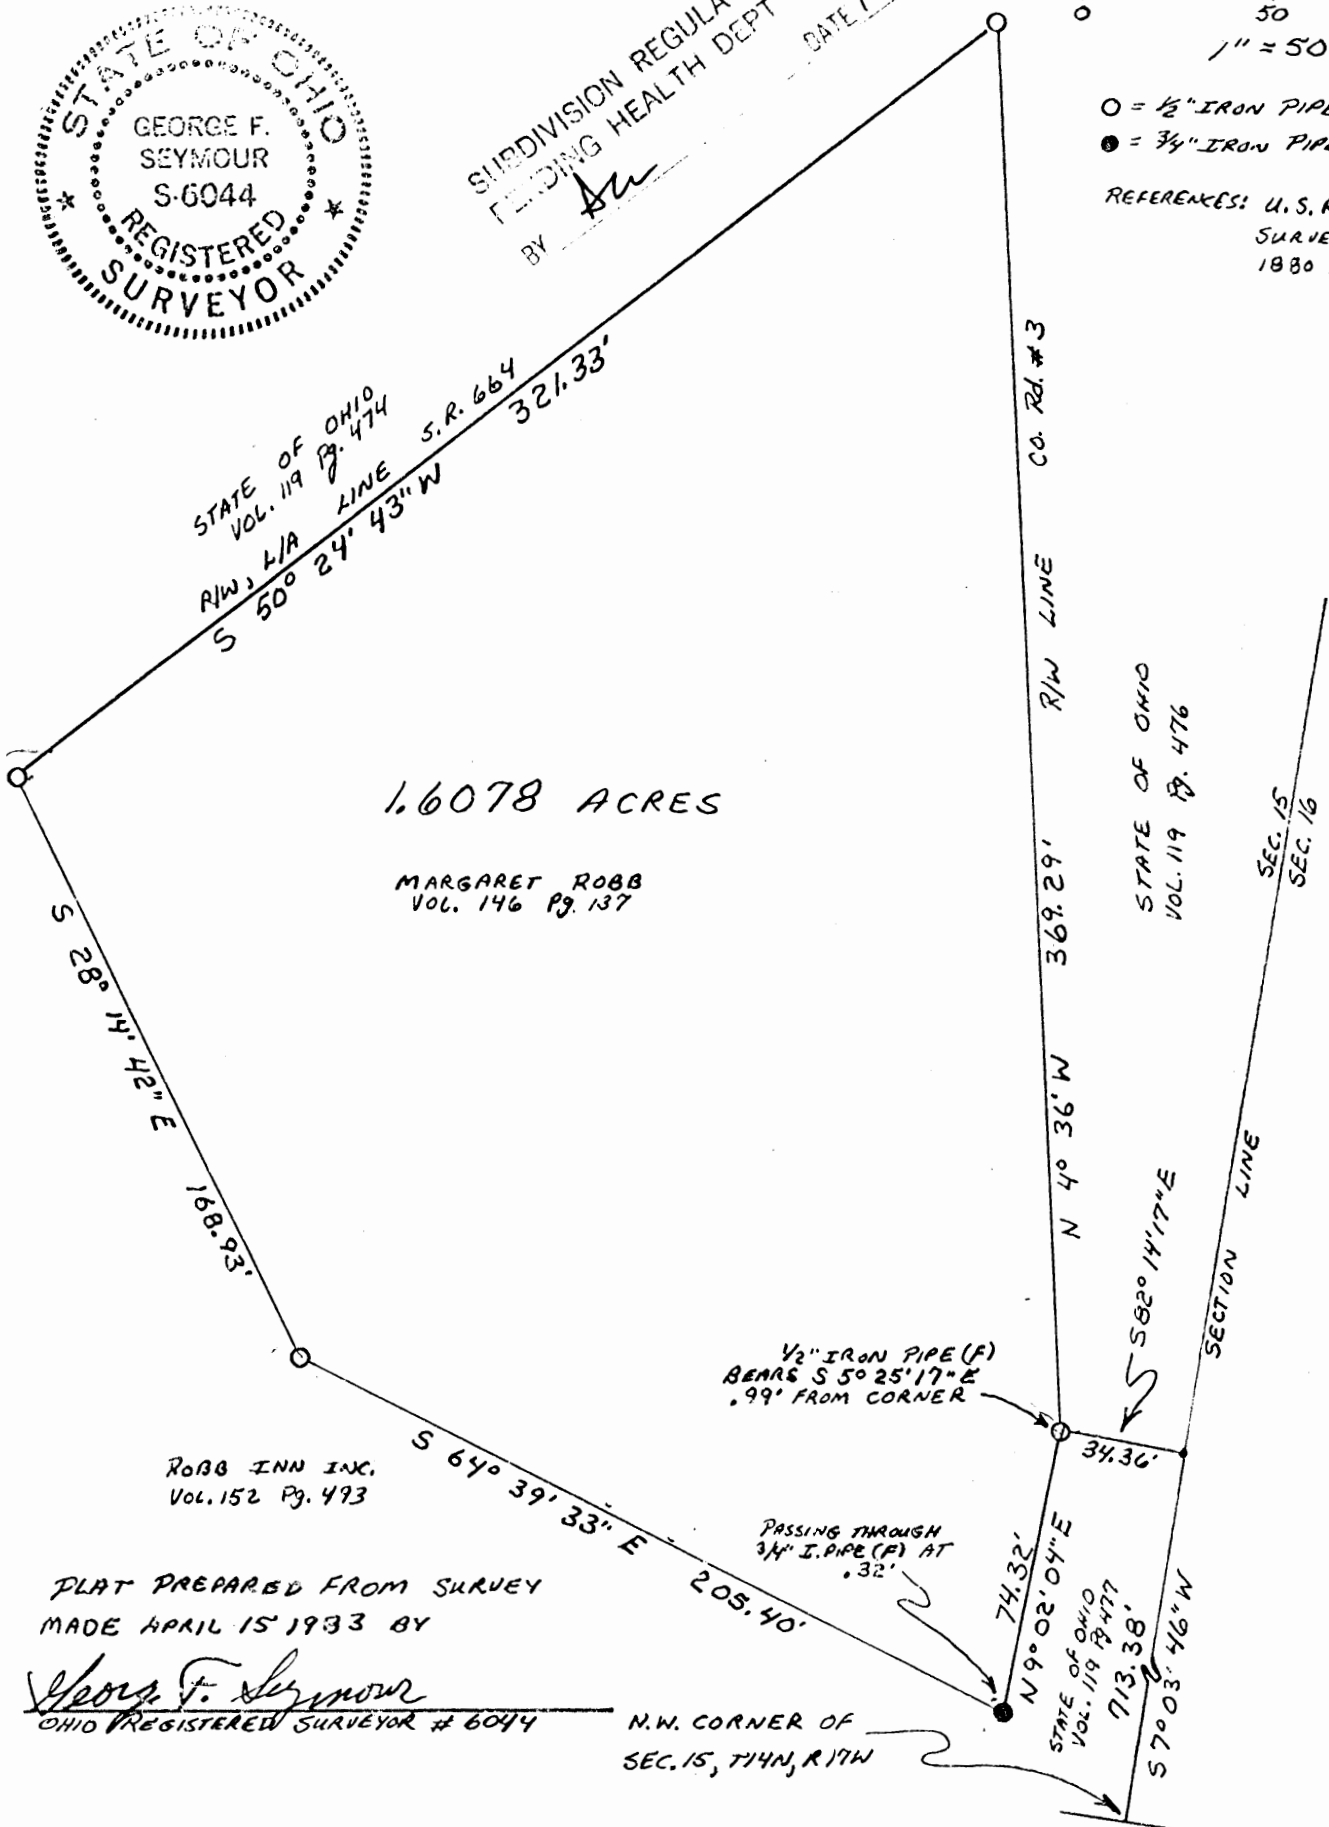 STATE OF OHIO
GEORGE F.
SEYMOUR
S-6044
REGISTERED
SURVEYOR
SUBDIVISION REGULA
PENDING HEALTH DEPT
DATE
BY
0 50
1" = 50
O = 1/2" IRON PIPE
● = 3/4" IRON PIPE
REFERENCES: U.S.
SURVE
1880
STATE OF OHIO
VOL. 119 Pg. 474
R/W, L/A LINE S.R. 664
S 50° 24' 43" W 321.33'
CO. Rd. #3
R/W LINE
N 4° 36' W 369.29'
STATE OF OHIO
VOL. 119 Pg. 476
SEC. 15
SEC. 16
SECTION LINE
1.6078 ACRES
MARGARET ROBB
VOL. 146 Pg. 137
S 28° 14' 42" E 168.93'
S 82° 14' 17" E
34.36'
1/2" IRON PIPE (F)
BEARS S 5° 25' 17" E
.99' FROM CORNER
S 64° 39' 33" E 205.40'
ROBB INN INC.
VOL. 152 Pg. 493
PASSING THROUGH
3/4" I. PIPE (F) AT
.32'
74.32'
N 9° 02' 04" E
STATE OF OHIO
VOL. 119 Pg 477
713.38'
S 7° 03' 46" W
PLAT PREPARED FROM SURVEY
MADE APRIL 15 1983 BY
George F. Seymour
OHIO REGISTERED SURVEYOR # 6044
N.W. CORNER OF
SEC. 15, T14N, R17W